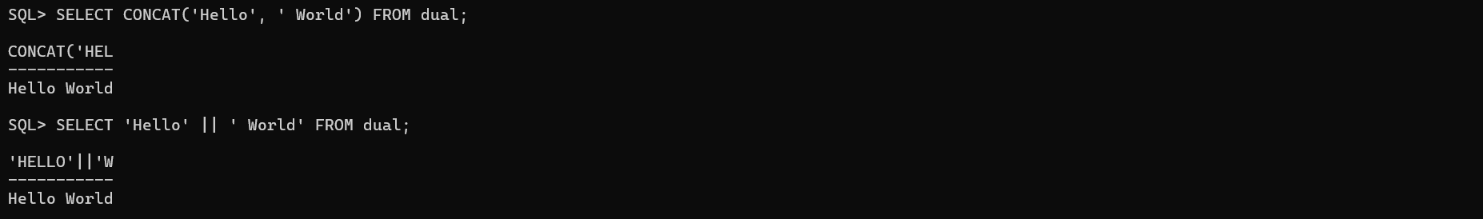 SQL> SELECT CONCAT('Hello', ' World') FROM dual;
CONCAT('HEL
-----------
Hello World
SQL> SELECT 'Hello' || ' World' FROM dual;
'HELLO'||'W
-----------
Hello World